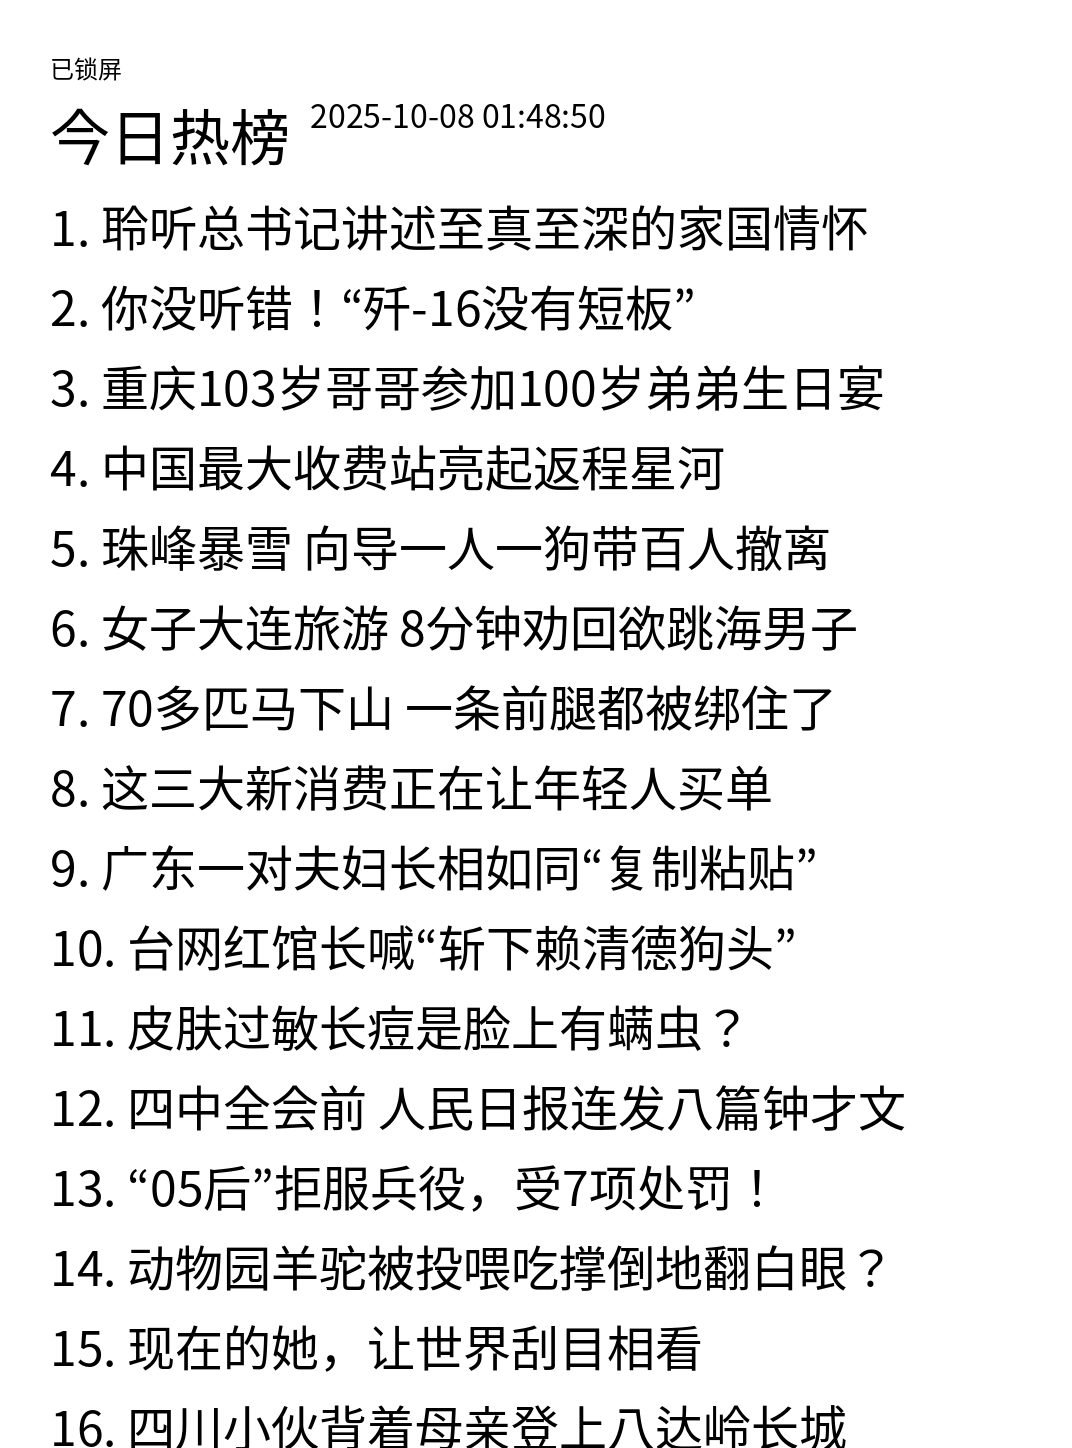 已锁屏
今日热榜 2025-10-08 01:48:50
1. 聆听总书记讲述至真至深的家国情怀
2. 你没听错！“歼-16没有短板”
3. 重庆103岁哥哥参加100岁弟弟生日宴
4. 中国最大收费站亮起返程星河
5. 珠峰暴雪 向导一人一狗带百人撤离
6. 女子大连旅游 8分钟劝回欲跳海男子
7. 70多匹马下山 一条前腿都被绑住了
8. 这三大新消费正在让年轻人买单
9. 广东一对夫妇长相如同“复制粘贴”
10. 台网红馆长喊“斩下赖清德狗头”
11. 皮肤过敏长痘是脸上有螨虫？
12. 四中全会前 人民日报连发八篇钟才文
13. “05后”拒服兵役，受7项处罚！
14. 动物园羊驼被投喂吃撑倒地翻白眼？
15. 现在的她，让世界刮目相看
16. 四川小伙背着母亲登上八达岭长城